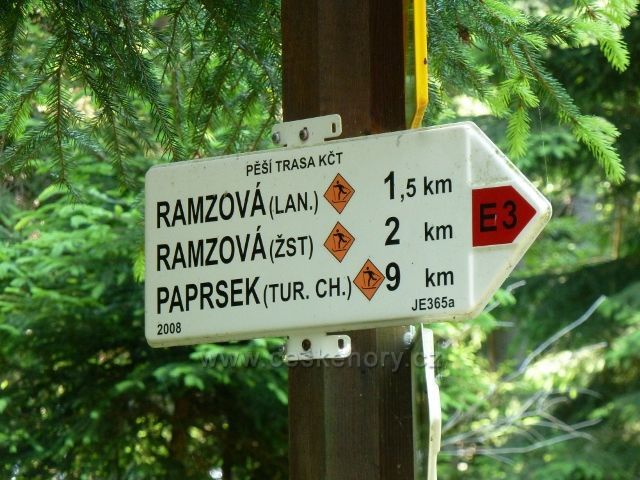 PĚŠÍ TRASA KČT
RAMZOVÁ (LAN.) 1,5 km
RAMZOVÁ (ŽST) 2 km
PAPRSEK (TUR. CH.) 9 km
E3
2008 JE365a
www.ceskehory.cz